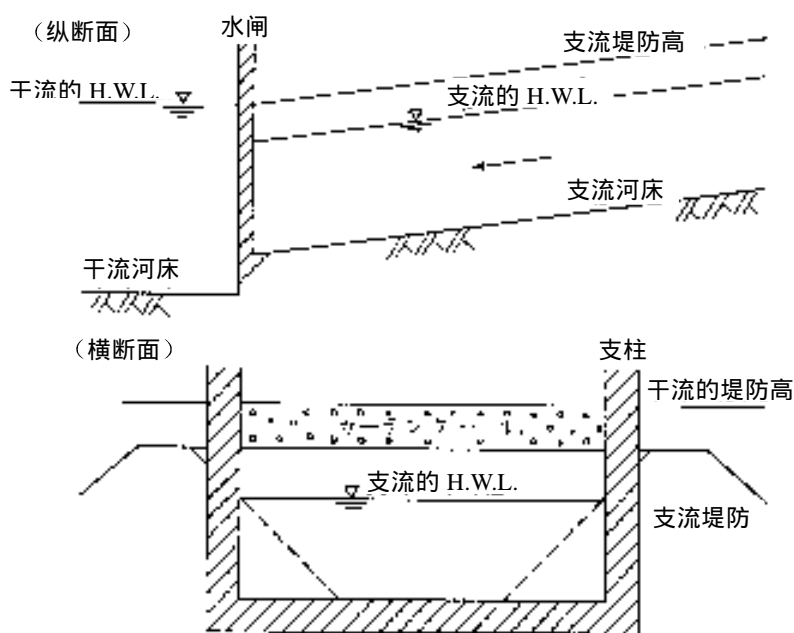 （纵断面）
水闸
支流堤防高
干流的 H.W.L.
支流的 H.W.L.
支流河床
干流河床
（横断面）
支柱
干流的堤防高
支流的 H.W.L.
支流堤防